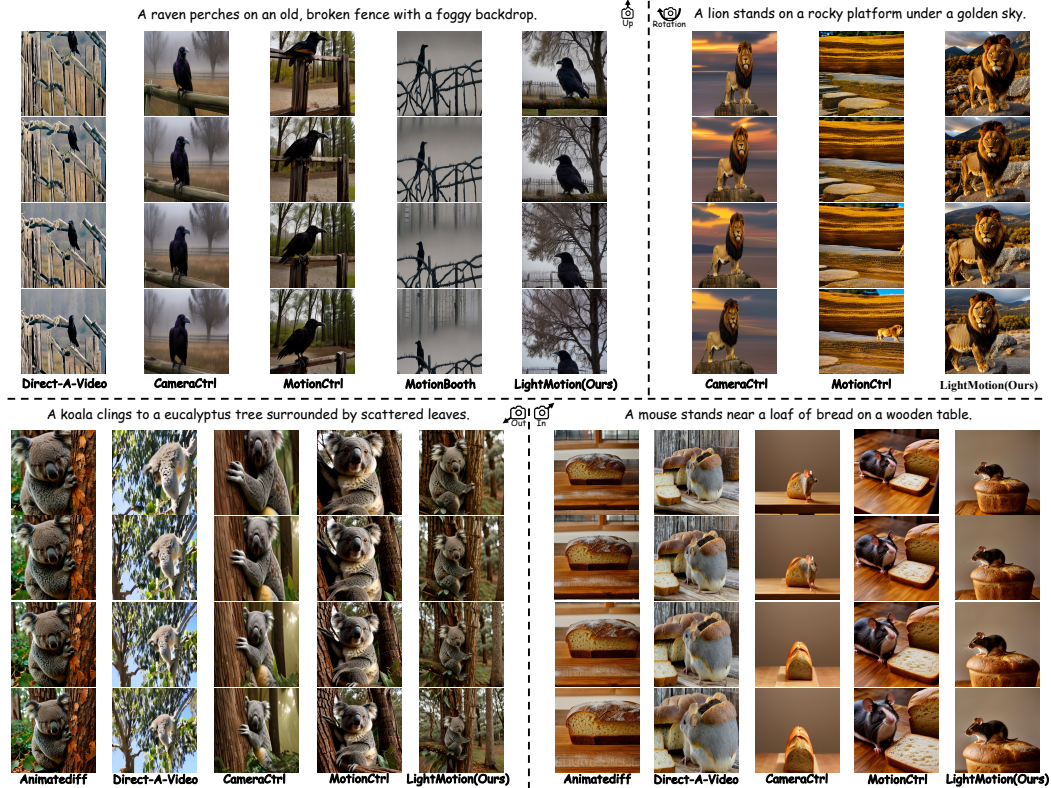 A raven perches on an old, broken fence with a foggy backdrop.
Up
Rotation
A lion stands on a rocky platform under a golden sky.
Direct-A-Video
CameraCtrl
MotionCtrl
MotionBooth
LightMotion(Ours)
CameraCtrl
MotionCtrl
LightMotion(Ours)
A koala clings to a eucalyptus tree surrounded by scattered leaves.
Out
In
A mouse stands near a loaf of bread on a wooden table.
Animatediff
Direct-A-Video
CameraCtrl
MotionCtrl
LightMotion(Ours)
Animatediff
Direct-A-Video
CameraCtrl
MotionCtrl
LightMotion(Ours)